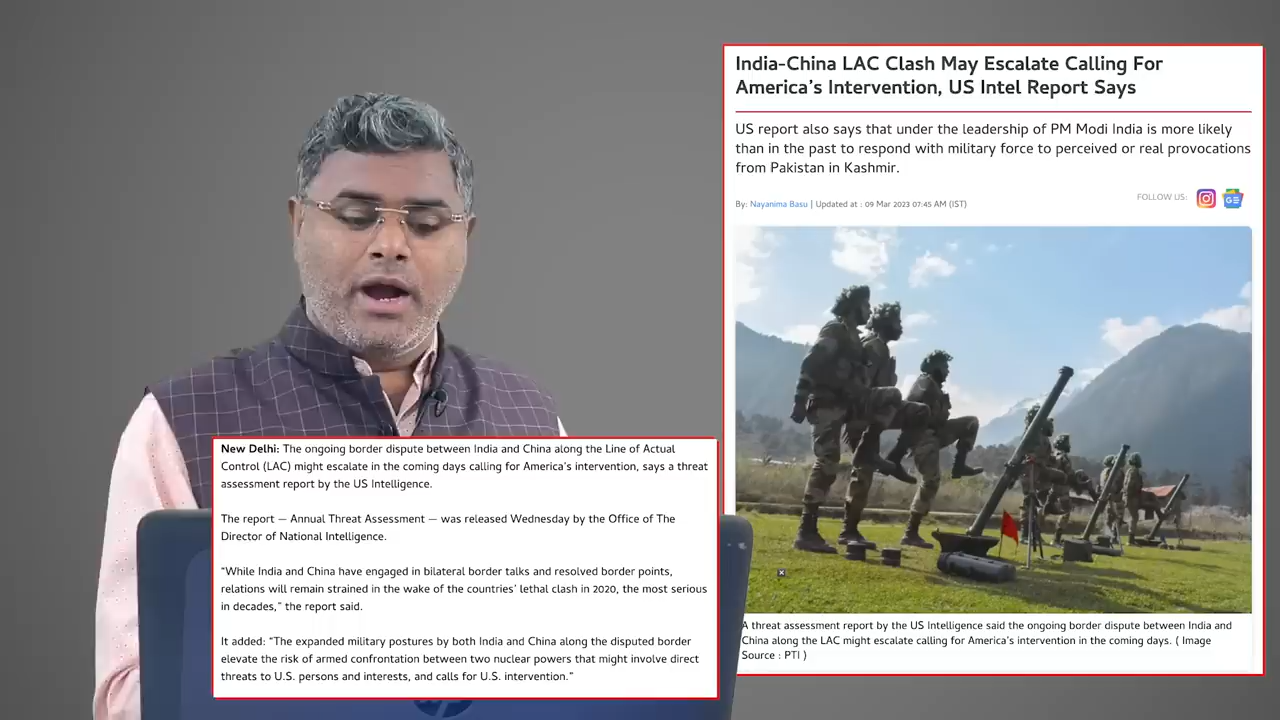 India-China LAC Clash May Escalate Calling For
America's Intervention, US Intel Report Says
US report also says that under the leadership of PM Modi India is more likely
than in the past to respond with military force to perceived or real provocations
from Pakistan in Kashmir.
FOLLOW US:
By: Nayanima Basu | Updated at : 09 Mar 2023 07:45 AM (IST)
A threat assessment report by the US Intelligence said the ongoing border dispute between India and
China along the LAC might escalate calling for America's intervention in the coming days. ( Image
Source : PTI )
New Delhi: The ongoing border dispute between India and China along the Line of Actual
Control (LAC) might escalate in the coming days calling for America's intervention, says a threat
assessment report by the US Intelligence.
The report — Annual Threat Assessment — was released Wednesday by the Office of The
Director of National Intelligence.
“While India and China have engaged in bilateral border talks and resolved border points,
relations will remain strained in the wake of the countries' lethal clash in 2020, the most serious
in decades,” the report said.
It added: “The expanded military postures by both India and China along the disputed border
elevate the risk of armed confrontation between two nuclear powers that might involve direct
threats to U.S. persons and interests, and calls for U.S. intervention.”